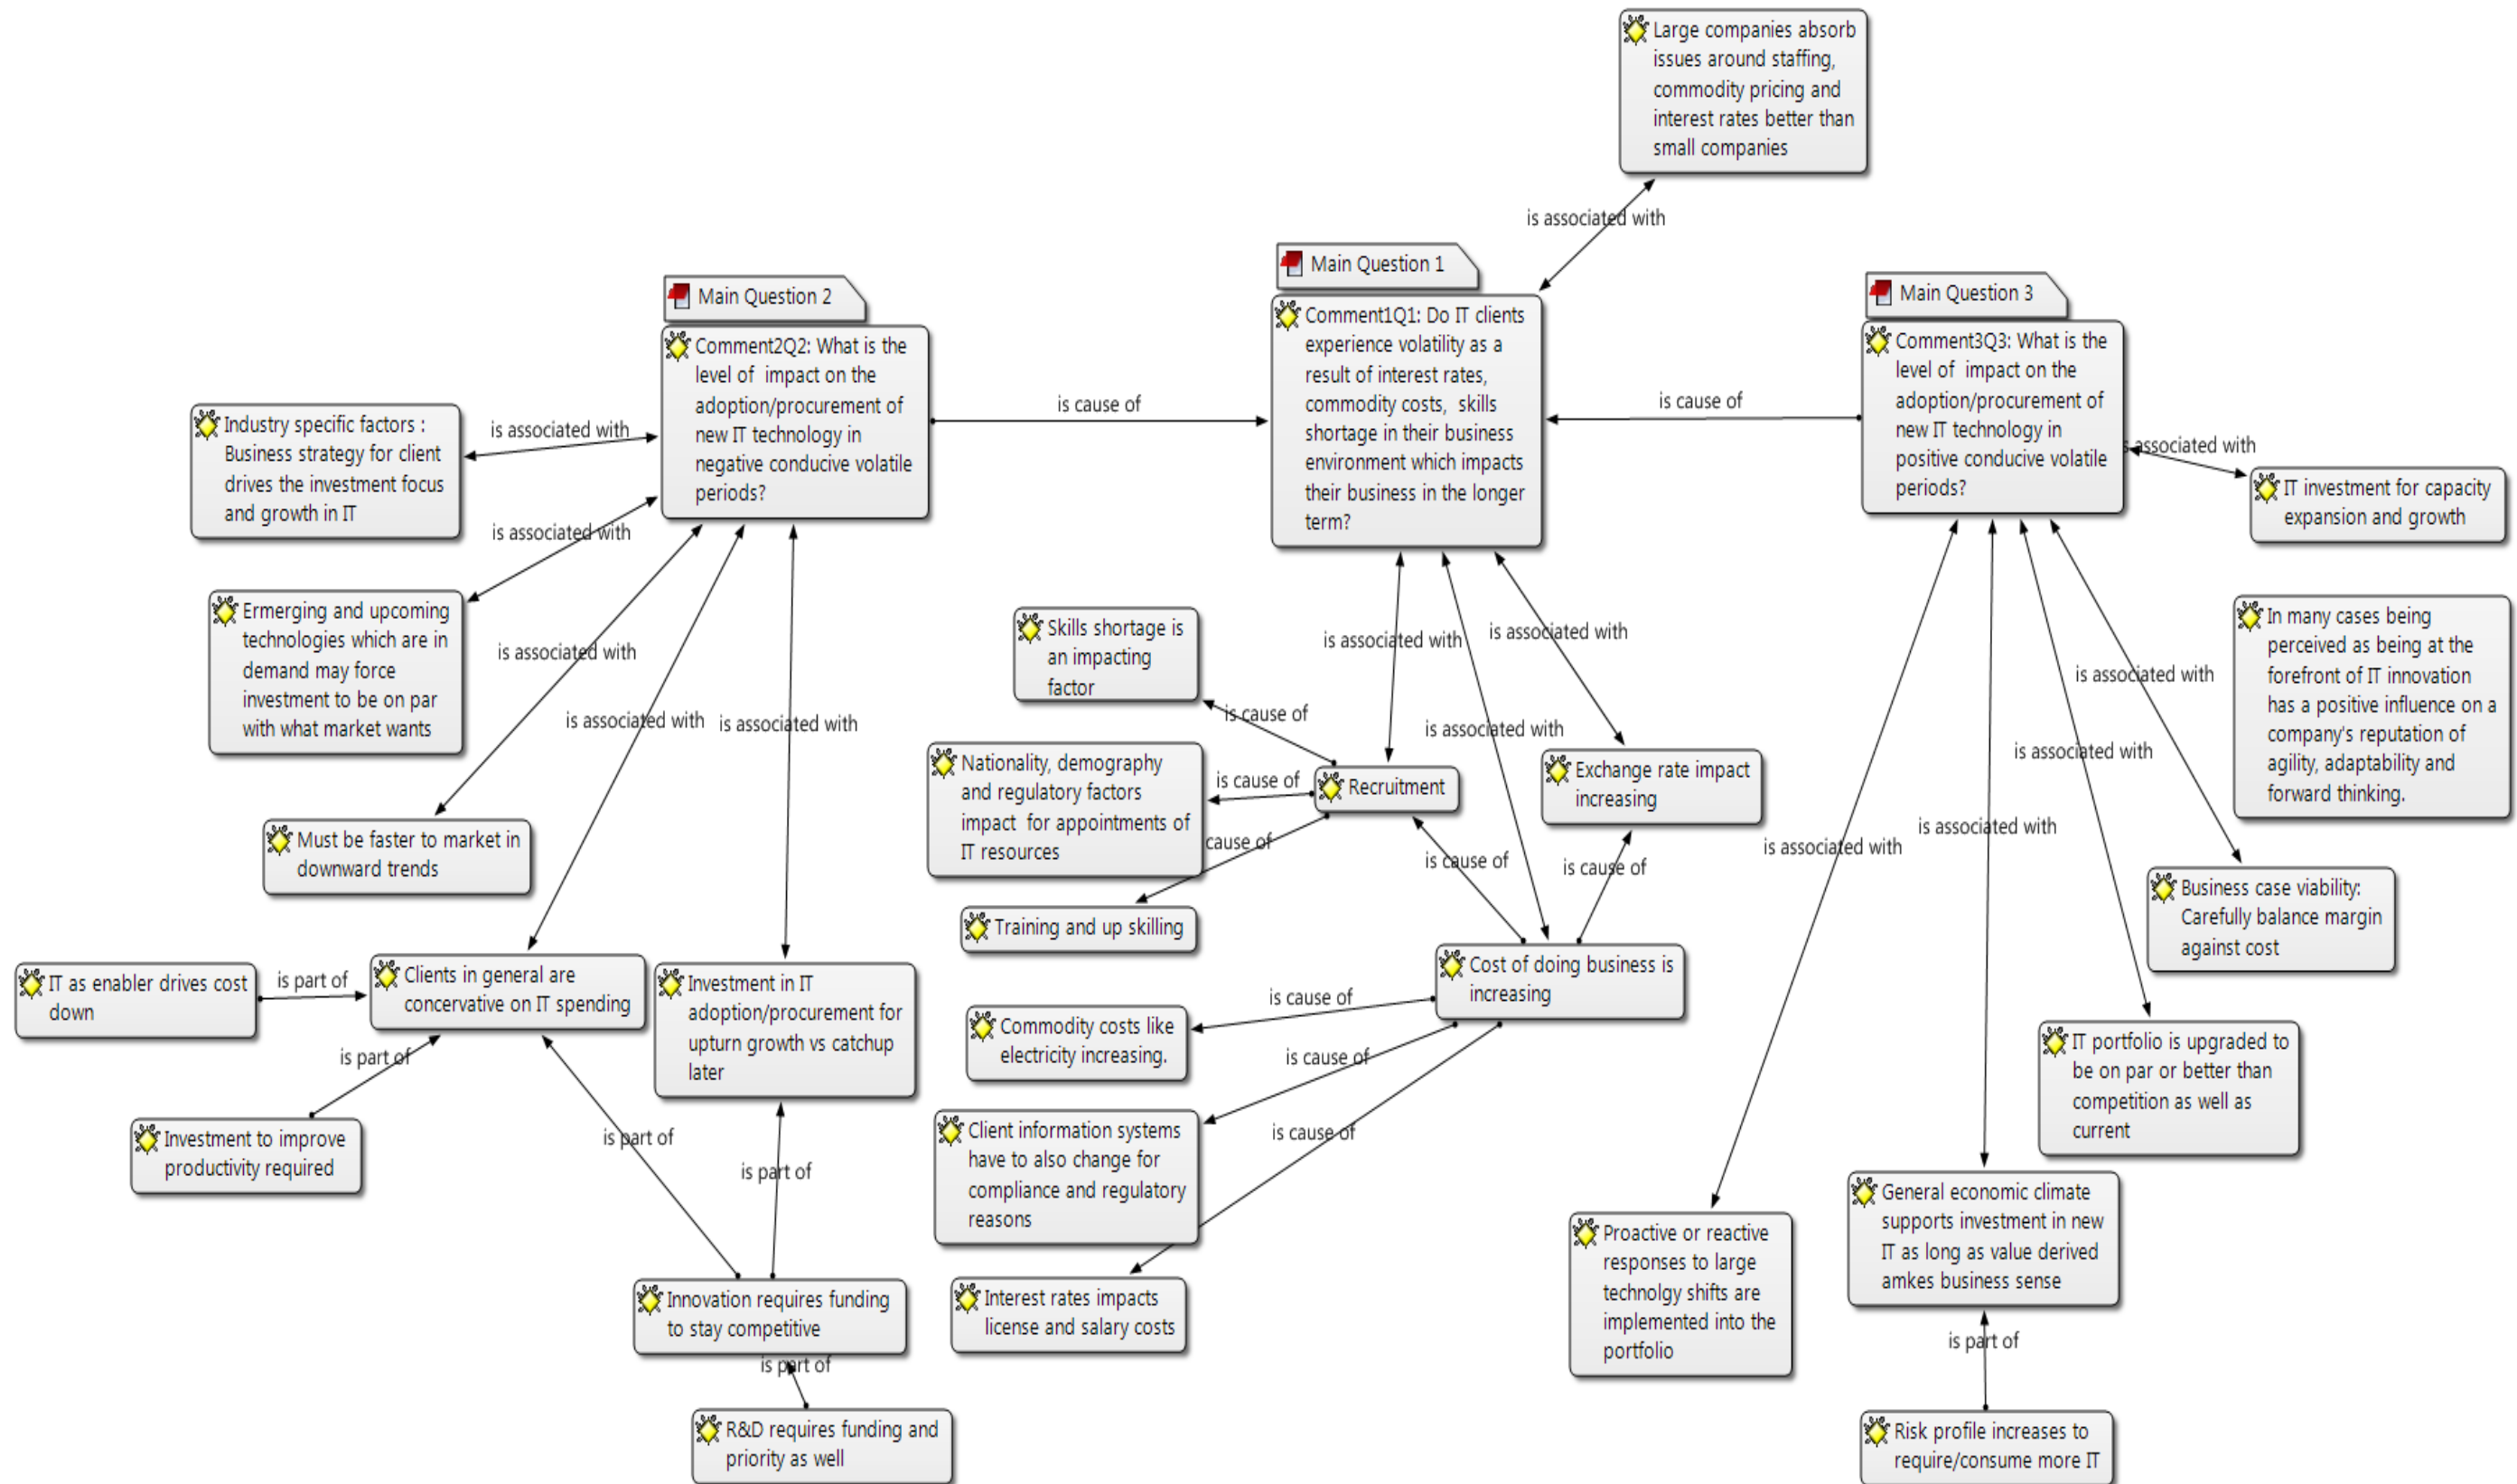 Large companies absorb
issues around staffing,
commodity pricing and
interest rates better than
small companies
is associated with
Main Question 2
Comment2Q2: What is the
level of  impact on the
adoption/procurement of
new IT technology in
negative conducive volatile
periods?
is cause of
Main Question 1
Comment1Q1: Do IT clients
experience volatility as a
result of interest rates,
commodity costs,  skills
shortage in their business
environment which impacts
their business in the longer
term?
is cause of
Main Question 3
Comment3Q3: What is the
level of  impact on the
adoption/procurement of
new IT technology in
positive conducive volatile
periods?
Industry specific factors :
Business strategy for client
drives the investment focus
and growth in IT
is associated with
is associated with
Ermerging and upcoming
technologies which are in
demand may force
investment to be on par
with what market wants
is associated with
Must be faster to market in
downward trends
is associated with
is associated with
IT as enabler drives cost
down
is part of
Clients in general are
concervative on IT spending
Investment in IT
adoption/procurement for
upturn growth vs catchup
later
is part of
Investment to improve
productivity required
is part of
is part of
Innovation requires funding
to stay competitive
is part of
R&D requires funding and
priority as well
Skills shortage is
an impacting
factor
is associated with
is associated with
is cause of
is associated with
Nationality, demography
and regulatory factors
impact  for appointments of
IT resources
is cause of
Recruitment
Exchange rate impact
increasing
cause of
is cause of
is cause of
Training and up skilling
Cost of doing business is
increasing
is cause of
Commodity costs like
electricity increasing.
is cause of
Client information systems
have to also change for
compliance and regulatory
reasons
is cause of
Interest rates impacts
license and salary costs
s associated with
IT investment for capacity
expansion and growth
In many cases being
perceived as being at the
forefront of IT innovation
has a positive influence on a
company's reputation of
agility, adaptability and
forward thinking.
is associated with
is associated with
is associated with
is associated with
Business case viability:
Carefully balance margin
against cost
IT portfolio is upgraded to
be on par or better than
competition as well as
current
General economic climate
supports investment in new
IT as long as value derived
amkes business sense
Proactive or reactive
responses to large
technolgy shifts are
implemented into the
portfolio
is part of
Risk profile increases to
require/consume more IT